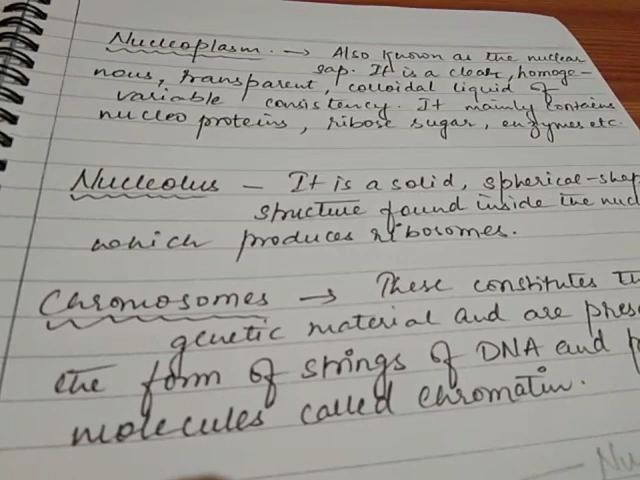 Nucleoplasm. → Also known as the nuclear
sap. It is a clear, homoge-
nous, transparent, colloidal liquid of
variable consistency. It mainly contains
nucleo proteins, ribose sugar, enzymes etc.
Nucleolus - It is a solid, spherical-shap
structure found inside the nucl
which produces ribosomes.
Chromosomes → These constitutes th
genetic material and are prese
the form of strings of DNA and
molecules called chromatin.
Nu